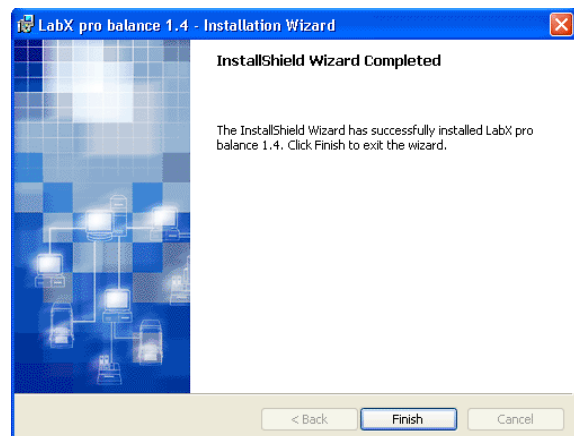 LabX pro balance 1.4 - Installation Wizard
InstallShield Wizard Completed
The InstallShield Wizard has successfully installed LabX pro
balance 1.4. Click Finish to exit the wizard.
< Back
Finish
Cancel